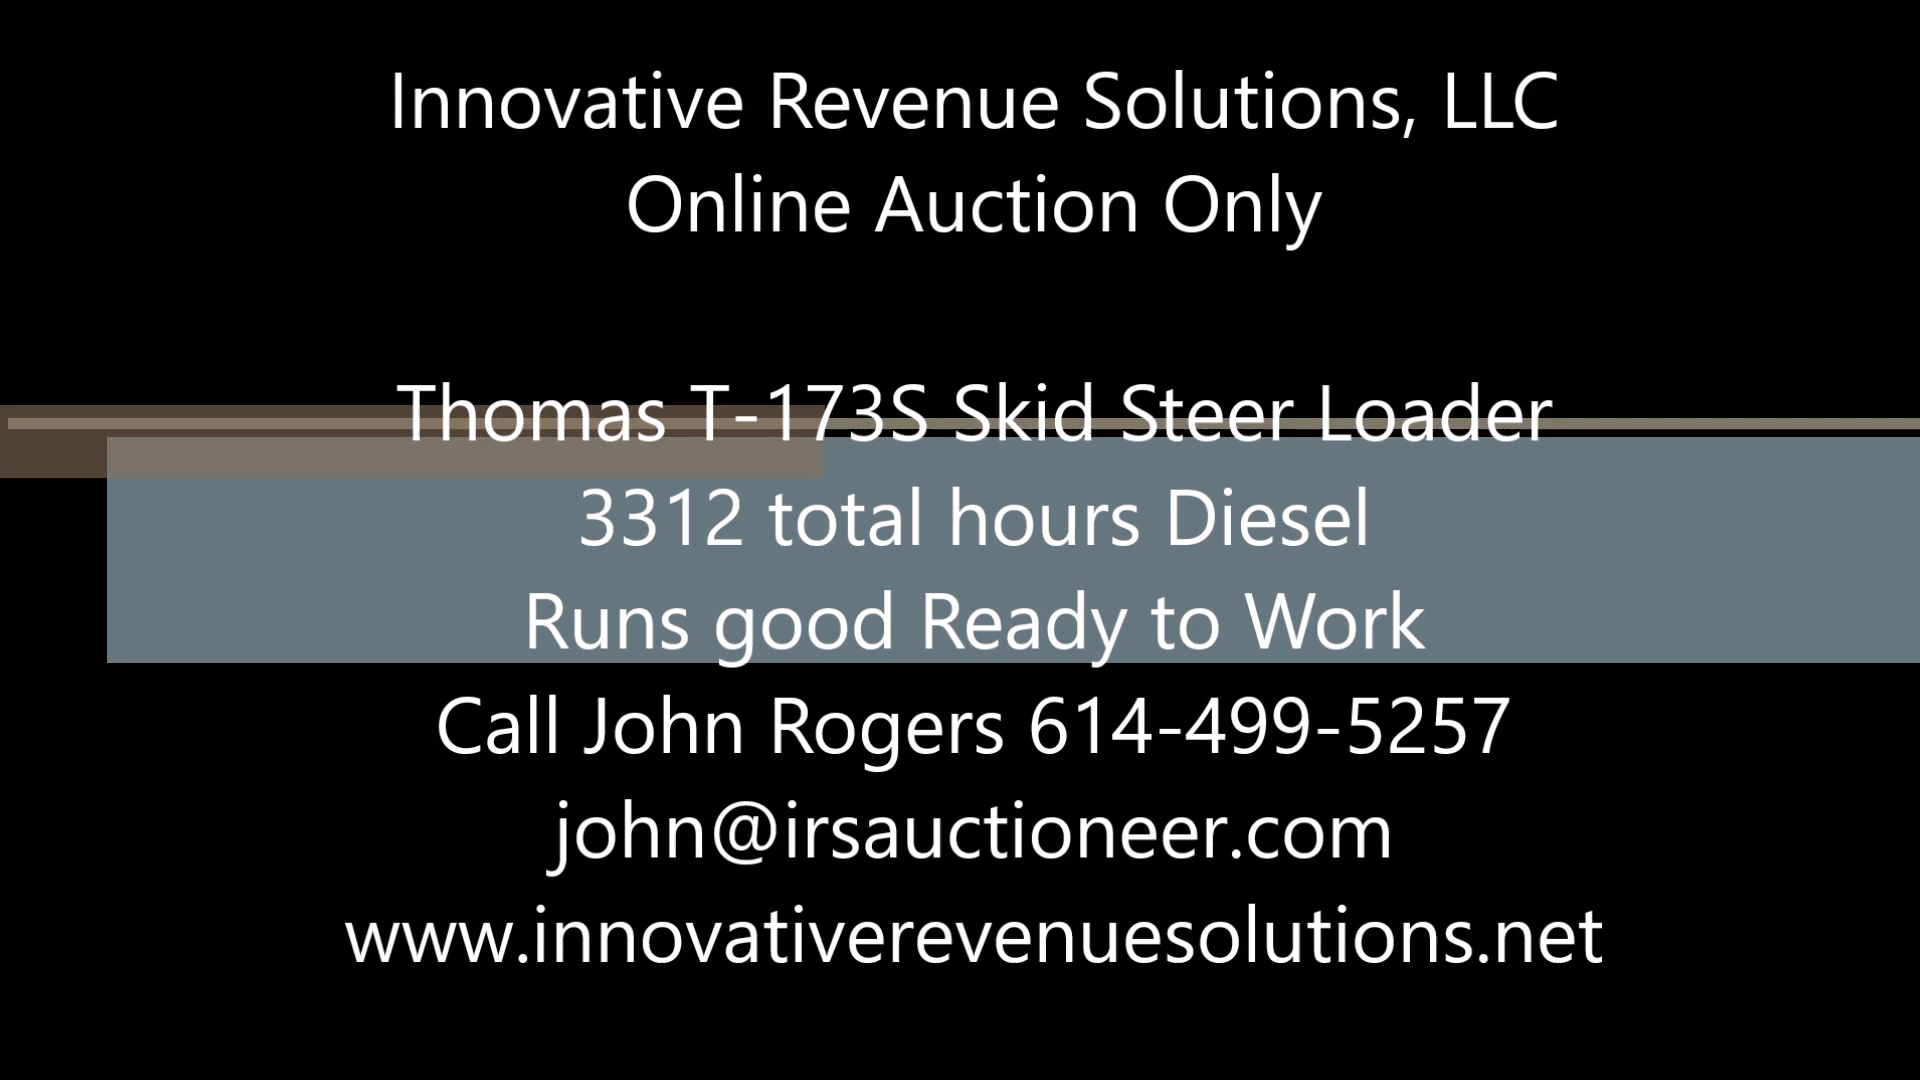 Innovative Revenue Solutions, LLC
Online Auction Only
Thomas T-173S Skid Steer Loader
3312 total hours Diesel
Runs good Ready to Work
Call John Rogers 614-499-5257
john@irsauctioneer.com
www.innovativerevenuesolutions.net